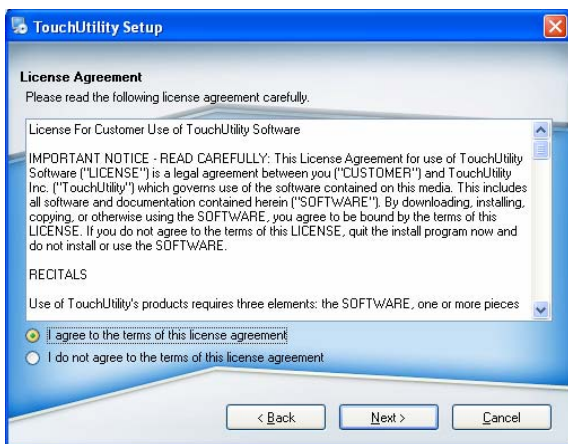 TouchUtility Setup
License Agreement
Please read the following license agreement carefully.
License For Customer Use of TouchUtility Software
IMPORTANT NOTICE - READ CAREFULLY: This License Agreement for use of TouchUtility
Software ("LICENSE") is a legal agreement between you ("CUSTOMER") and TouchUtility
Inc. ("TouchUtility") which governs use of the software contained on this media. This includes
all software and documentation contained herein ("SOFTWARE"). By downloading, installing,
copying, or otherwise using the SOFTWARE, you agree to be bound by the terms of this
LICENSE. If you do not agree to the terms of this LICENSE, quit the install program now and
do not install or use the SOFTWARE.
RECITALS
Use of TouchUtility's products requires three elements: the SOFTWARE, one or more pieces
I agree to the terms of this license agreement
I do not agree to the terms of this license agreement
< Back Next > Cancel